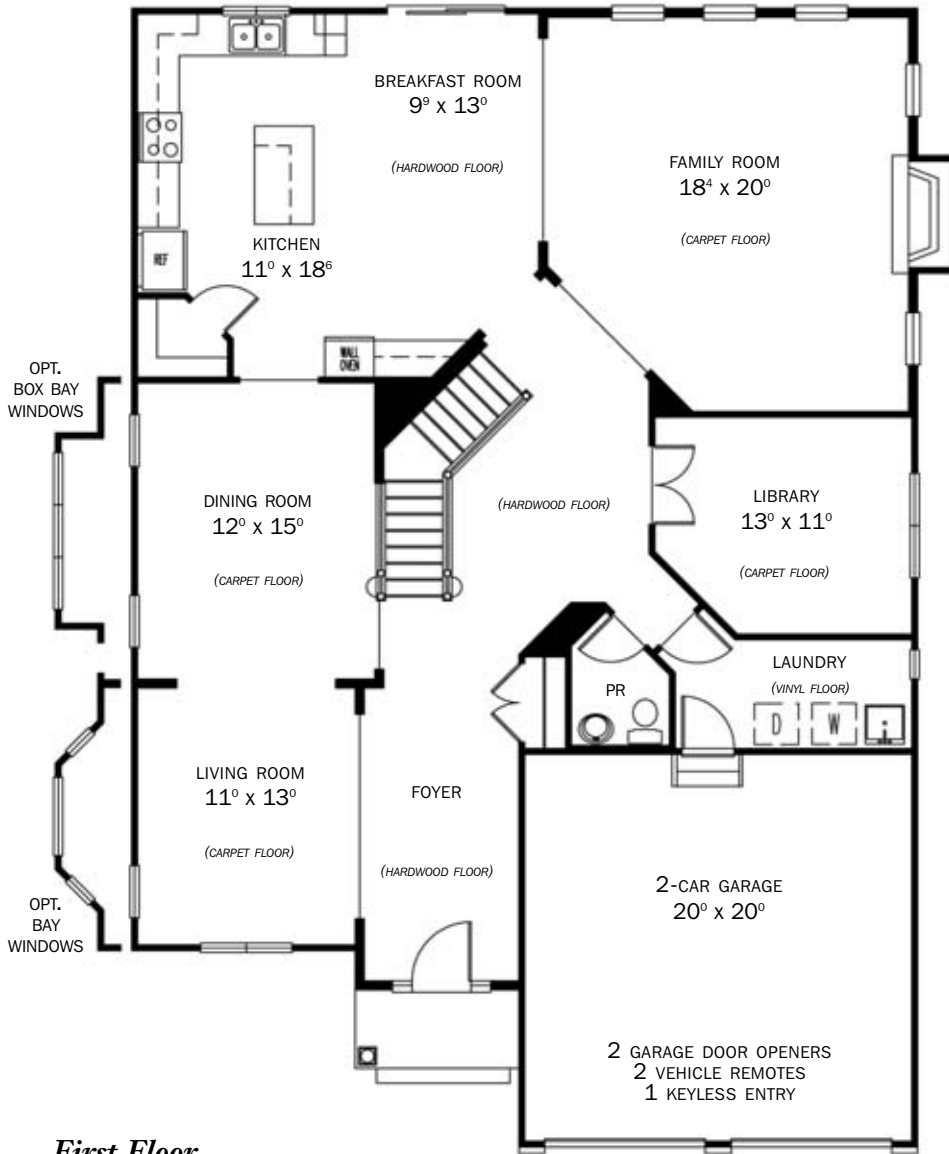 BREAKFAST ROOM
9⁹ x 13⁰
(HARDWOOD FLOOR)
FAMILY ROOM
18⁴ x 20⁰
(CARPET FLOOR)
KITCHEN
11⁰ x 18⁶
REF
WALL
OVEN
OPT.
BOX BAY
WINDOWS
DINING ROOM
12⁰ x 15⁰
(CARPET FLOOR)
(HARDWOOD FLOOR)
LIBRARY
13⁰ x 11⁰
(CARPET FLOOR)
LAUNDRY
(VINYL FLOOR)
PR
D
W
LIVING ROOM
11⁰ x 13⁰
(CARPET FLOOR)
FOYER
(HARDWOOD FLOOR)
OPT.
BAY
WINDOWS
2-CAR GARAGE
20⁰ x 20⁰
2 GARAGE DOOR OPENERS
2 VEHICLE REMOTES
1 KEYLESS ENTRY
First Floor